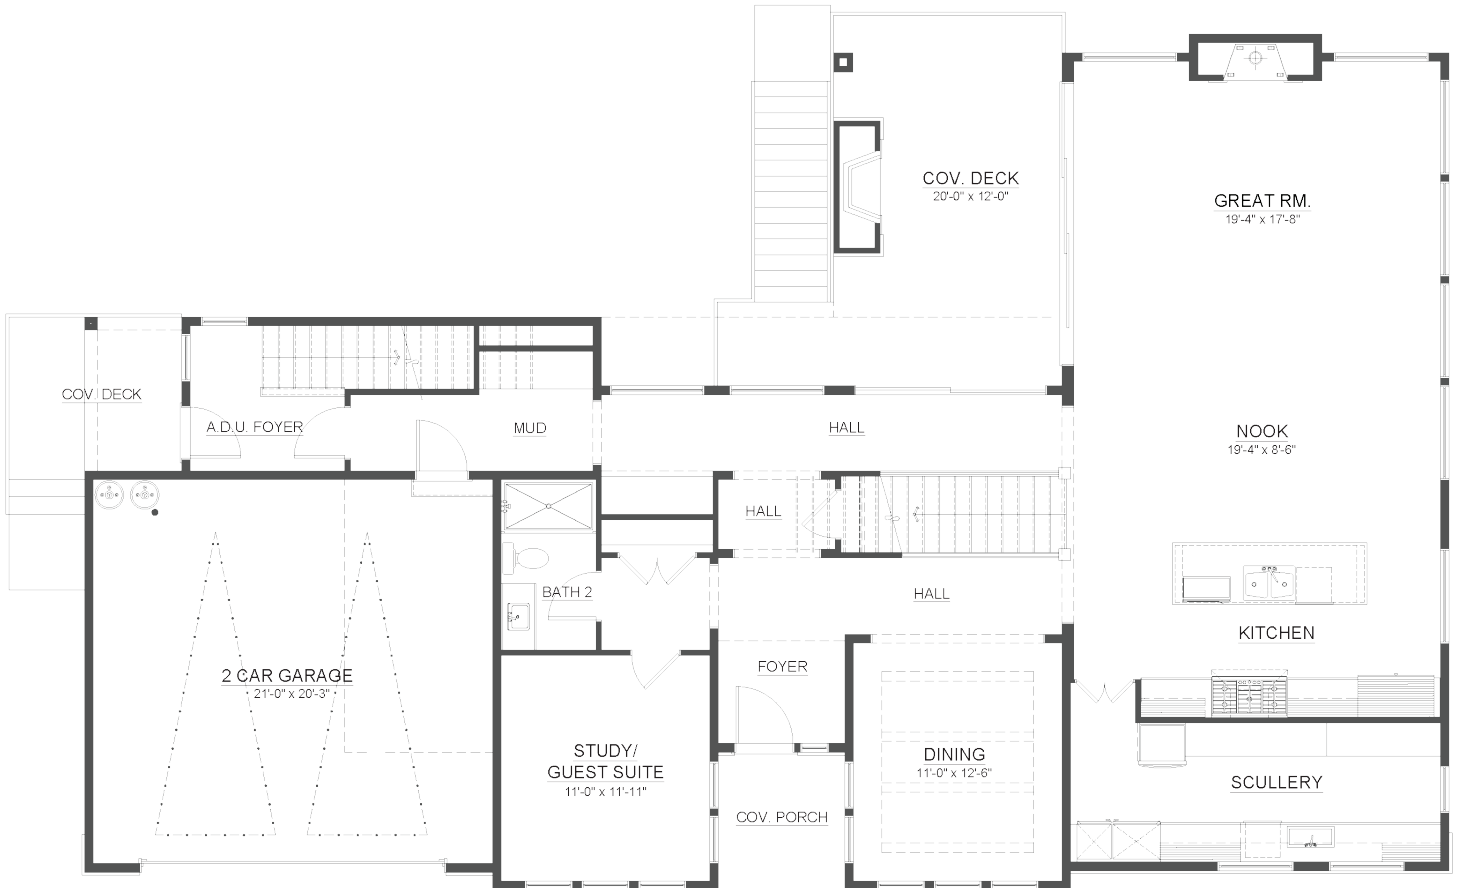 COV. DECK
20'-0" x 12'-0"
GREAT RM.
19'-4" x 17'-8"
COV. DECK
A.D.U. FOYER
MUD
HALL
NOOK
19'-4" x 8'-6"
HALL
BATH 2
HALL
KITCHEN
FOYER
2 CAR GARAGE
21'-0" x 20'-3"
STUDY/
GUEST SUITE
11'-0" x 11'-11"
DINING
11'-0" x 12'-6"
SCULLERY
COV. PORCH